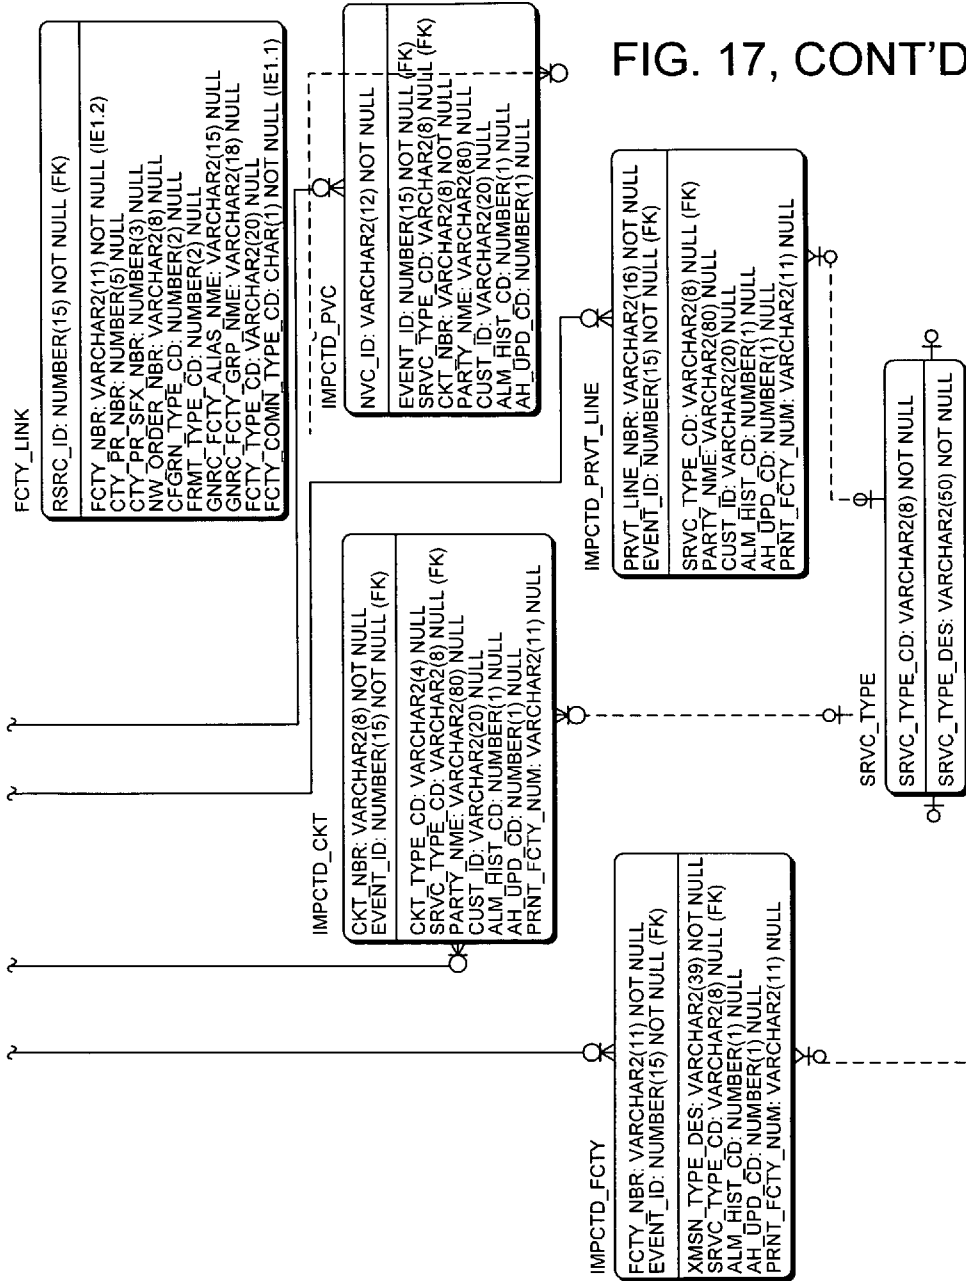 FIG. 17, CONT'D
FCTY_LINK
RSRC_ID: NUMBER(15) NOT NULL (FK)
FCTY_NBR: VARCHAR2(11) NOT NULL (IE1.2)
CTY_PR_NBR: NUMBER(5) NULL
CTY_PR_SFX_NBR: NUMBER(3) NULL
NW_ORDER_NBR: VARCHAR2(8) NULL
CFGRN_TYPE_CD: NUMBER(2) NULL
FRMT_TYPE_CD: NUMBER(2) NULL
GNRC_FCTY_ALIAS_NME: VARCHAR2(15) NULL
GNRC_FCTY_GRP_NME: VARCHAR2(18) NULL
FCTY_TYPE_CD: VARCHAR2(20) NULL
FCTY_COMN_TYPE_CD: CHAR(1) NOT NULL (IE1.1)
IMPCTD_PVC
NVC_ID: VARCHAR2(12) NOT NULL
EVENT_ID: NUMBER(15) NOT NULL (FK)
SRVC_TYPE_CD: VARCHAR2(8) NULL (FK)
CKT_NBR: VARCHAR2(8) NOT NULL
PARTY_NME: VARCHAR2(80) NULL
CUST_ID: VARCHAR2(20) NULL
ALM_HIST_CD: NUMBER(1) NULL
AH_UPD_CD: NUMBER(1) NULL
IMPCTD_PRVT_LINE
PRVT_LINE_NBR: VARCHAR2(16) NOT NULL
EVENT_ID: NUMBER(15) NOT NULL (FK)
SRVC_TYPE_CD: VARCHAR2(8) NULL (FK)
PARTY_NME: VARCHAR2(80) NULL
CUST_ID: VARCHAR2(20) NULL
ALM_HIST_CD: NUMBER(1) NULL
AH_UPD_CD: NUMBER(1) NULL
PRNT_FCTY_NUM: VARCHAR2(11) NULL
IMPCTD_CKT
CKT_NBR: VARCHAR2(8) NOT NULL
EVENT_ID: NUMBER(15) NOT NULL (FK)
CKT_TYPE_CD: VARCHAR2(4) NULL
SRVC_TYPE_CD: VARCHAR2(8) NULL (FK)
PARTY_NME: VARCHAR2(80) NULL
CUST_ID: VARCHAR2(20) NULL
ALM_HIST_CD: NUMBER(1) NULL
AH_UPD_CD: NUMBER(1) NULL
PRNT_FCTY_NUM: VARCHAR2(11) NULL
SRVC_TYPE
SRVC_TYPE_CD: VARCHAR2(8) NOT NULL
SRVC_TYPE_DES: VARCHAR2(50) NOT NULL
IMPCTD_FCTY
FCTY_NBR: VARCHAR2(11) NOT NULL
EVENT_ID: NUMBER(15) NOT NULL (FK)
XMSN_TYPE_DES: VARCHAR2(39) NOT NULL
SRVC_TYPE_CD: VARCHAR2(8) NULL (FK)
ALM_HIST_CD: NUMBER(1) NULL
AH_UPD_CD: NUMBER(1) NULL
PRNT_FCTY_NUM: VARCHAR2(11) NULL